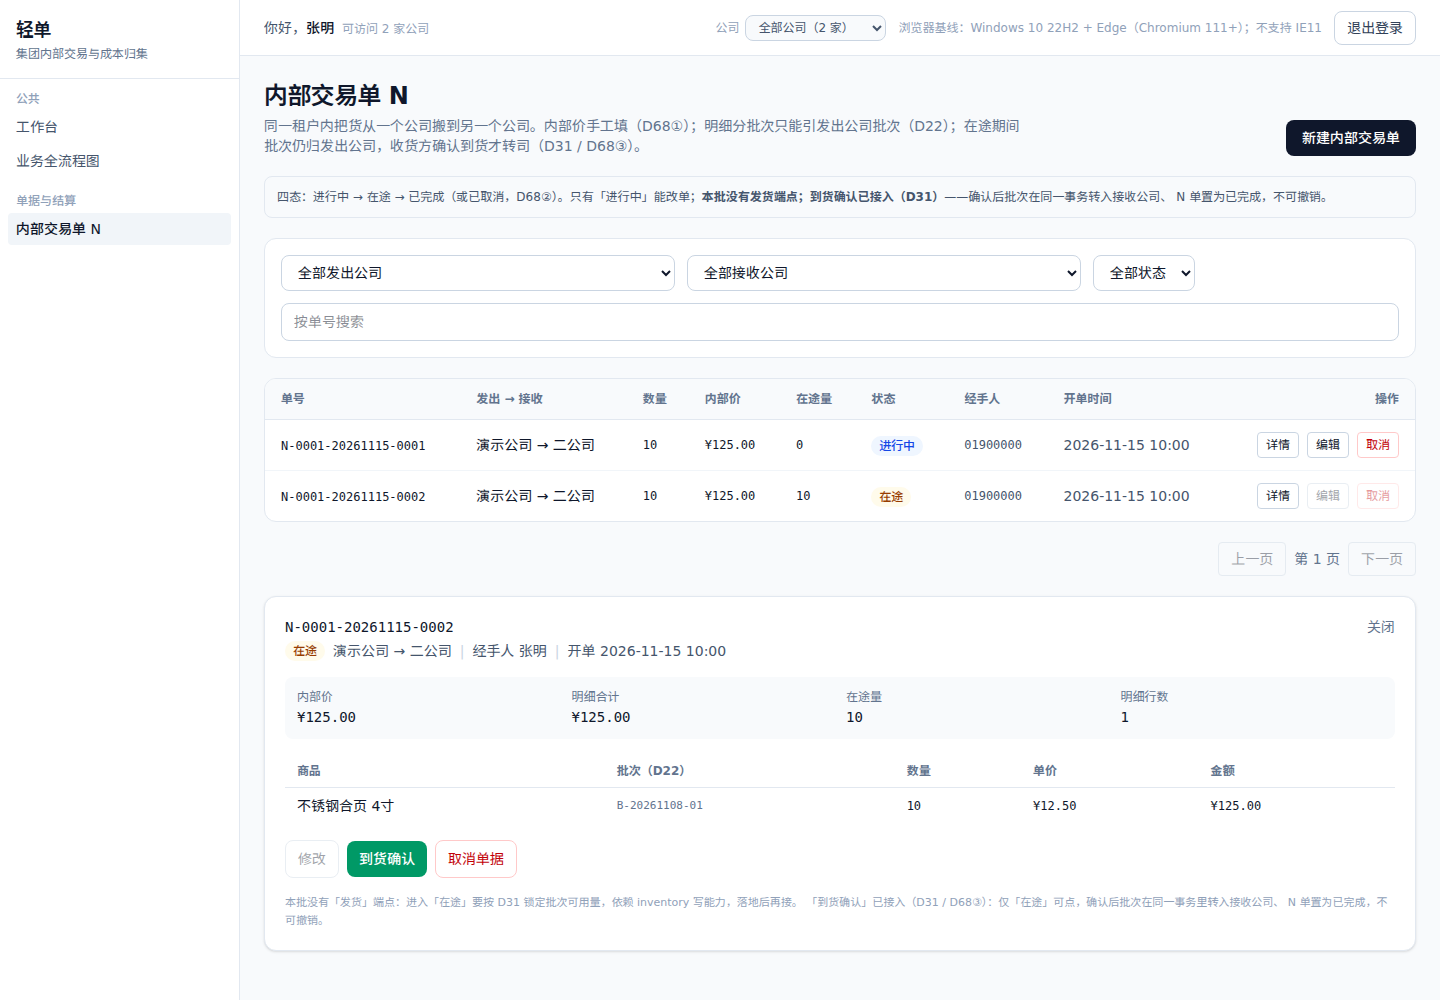 轻单
集团内部交易与成本归集
公共
工作台
业务全流程图
单据与结算
内部交易单 N
你好，张明 可访问 2 家公司
公司 全部公司（2 家） 浏览器基线：Windows 10 22H2 + Edge（Chromium 111+）；不支持 IE11 退出登录
内部交易单 N
同一租户内把货从一个公司搬到另一个公司。内部价手工填（D68①）；明细分批次只能引发出公司批次（D22）；在途期间
批次仍归发出公司，收货方确认到货才转司（D31 / D68③）。
新建内部交易单
四态：进行中 → 在途 → 已完成（或已取消，D68②）。只有「进行中」能改单；本批没有发货端点；到货确认已接入（D31）——确认后批次在同一事务转入接收公司、 N 单置为已完成，不可撤销。
全部发出公司 全部接收公司 全部状态
按单号搜索
单号 发出 → 接收 数量 内部价 在途量 状态 经手人 开单时间 操作
N-0001-20261115-0001 演示公司 → 二公司 10 ¥125.00 0 进行中 01900000 2026-11-15 10:00 详情 编辑 取消
N-0001-20261115-0002 演示公司 → 二公司 10 ¥125.00 10 在途 01900000 2026-11-15 10:00 详情 编辑 取消
上一页 第 1 页 下一页
N-0001-20261115-0002 关闭
在途 演示公司 → 二公司 | 经手人 张明 | 开单 2026-11-15 10:00
内部价 明细合计 在途量 明细行数
¥125.00 ¥125.00 10 1
商品 批次（D22） 数量 单价 金额
不锈钢合页 4寸 B-20261108-01 10 ¥12.50 ¥125.00
修改 到货确认 取消单据
本批没有「发货」端点：进入「在途」要按 D31 锁定批次可用量，依赖 inventory 写能力，落地后再接。 「到货确认」已接入（D31 / D68③）：仅「在途」可点，确认后批次在同一事务里转入接收公司、 N 单置为已完成，不
可撤销。